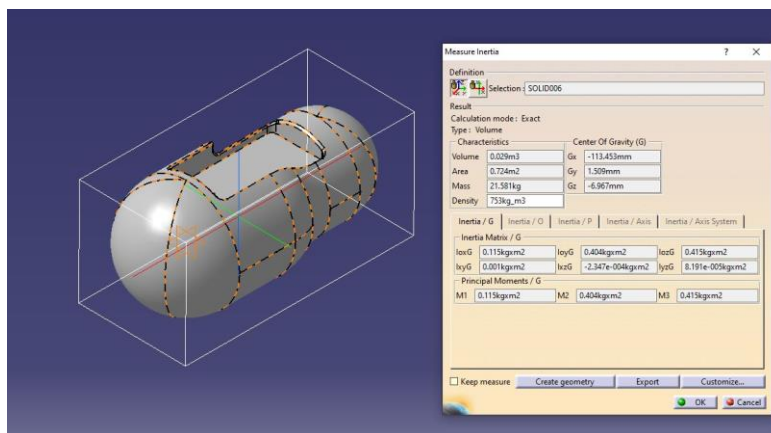 Measure Inertia ? X
Definition
Selection : SOLID006
Result
Calculation mode : Exact
Type : Volume
Characteristics Center Of Gravity (G)
Volume 0.029m3 Gx -113.453mm
Area 0.724m2 Gy 1.509mm
Mass 21.581kg Gz -6.967mm
Density 753kg_m3
Inertia / G Inertia / O Inertia / P Inertia / Axis Inertia / Axis System
Inertia Matrix / G
IoxG 0.115kgxm2 IoyG 0.404kgxm2 IozG 0.415kgxm2
IxyG 0.001kgxm2 IxzG -2.347e-004kgxm2 IyzG 8.191e-005kgxm2
Principal Moments / G
M1 0.115kgxm2 M2 0.404kgxm2 M3 0.415kgxm2
Keep measure Create geometry Export Customize...
OK Cancel